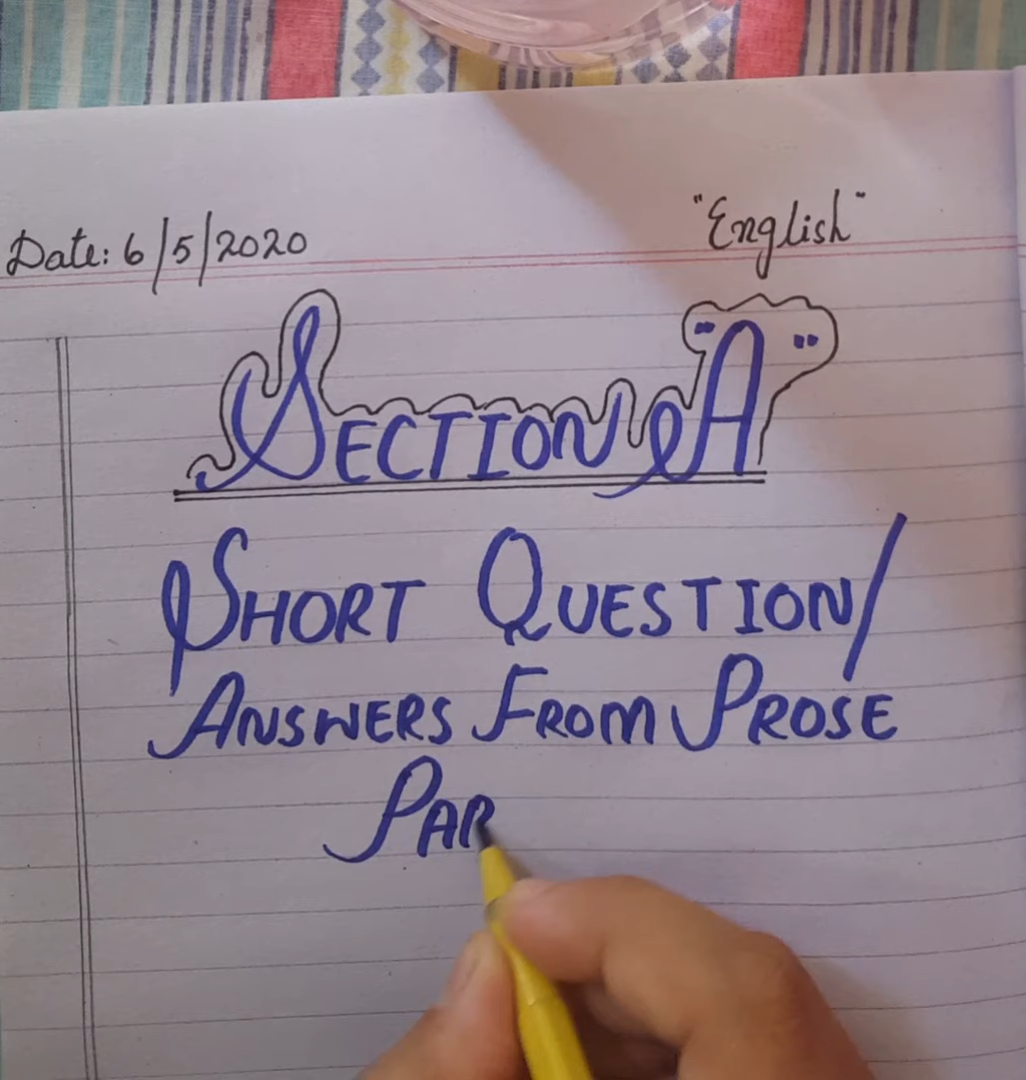 Date: 6/5/2020 "English"
SECTION "A"
SHORT QUESTION/
ANSWERS FROM PROSE
PAR